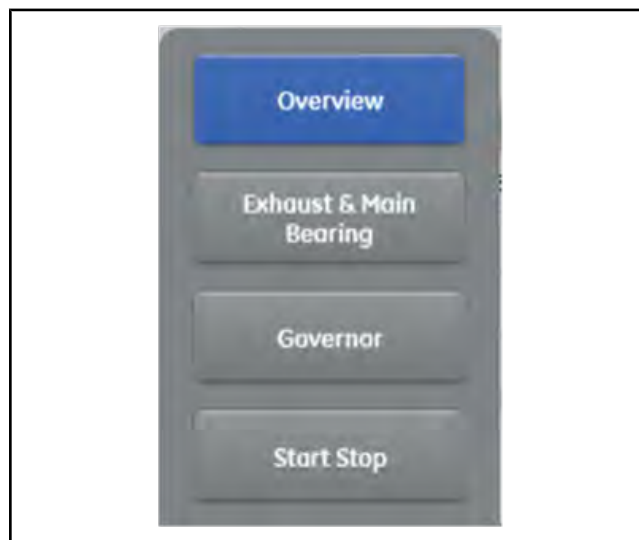 Overview
Exhaust & Main
Bearing
Governor
Start Stop